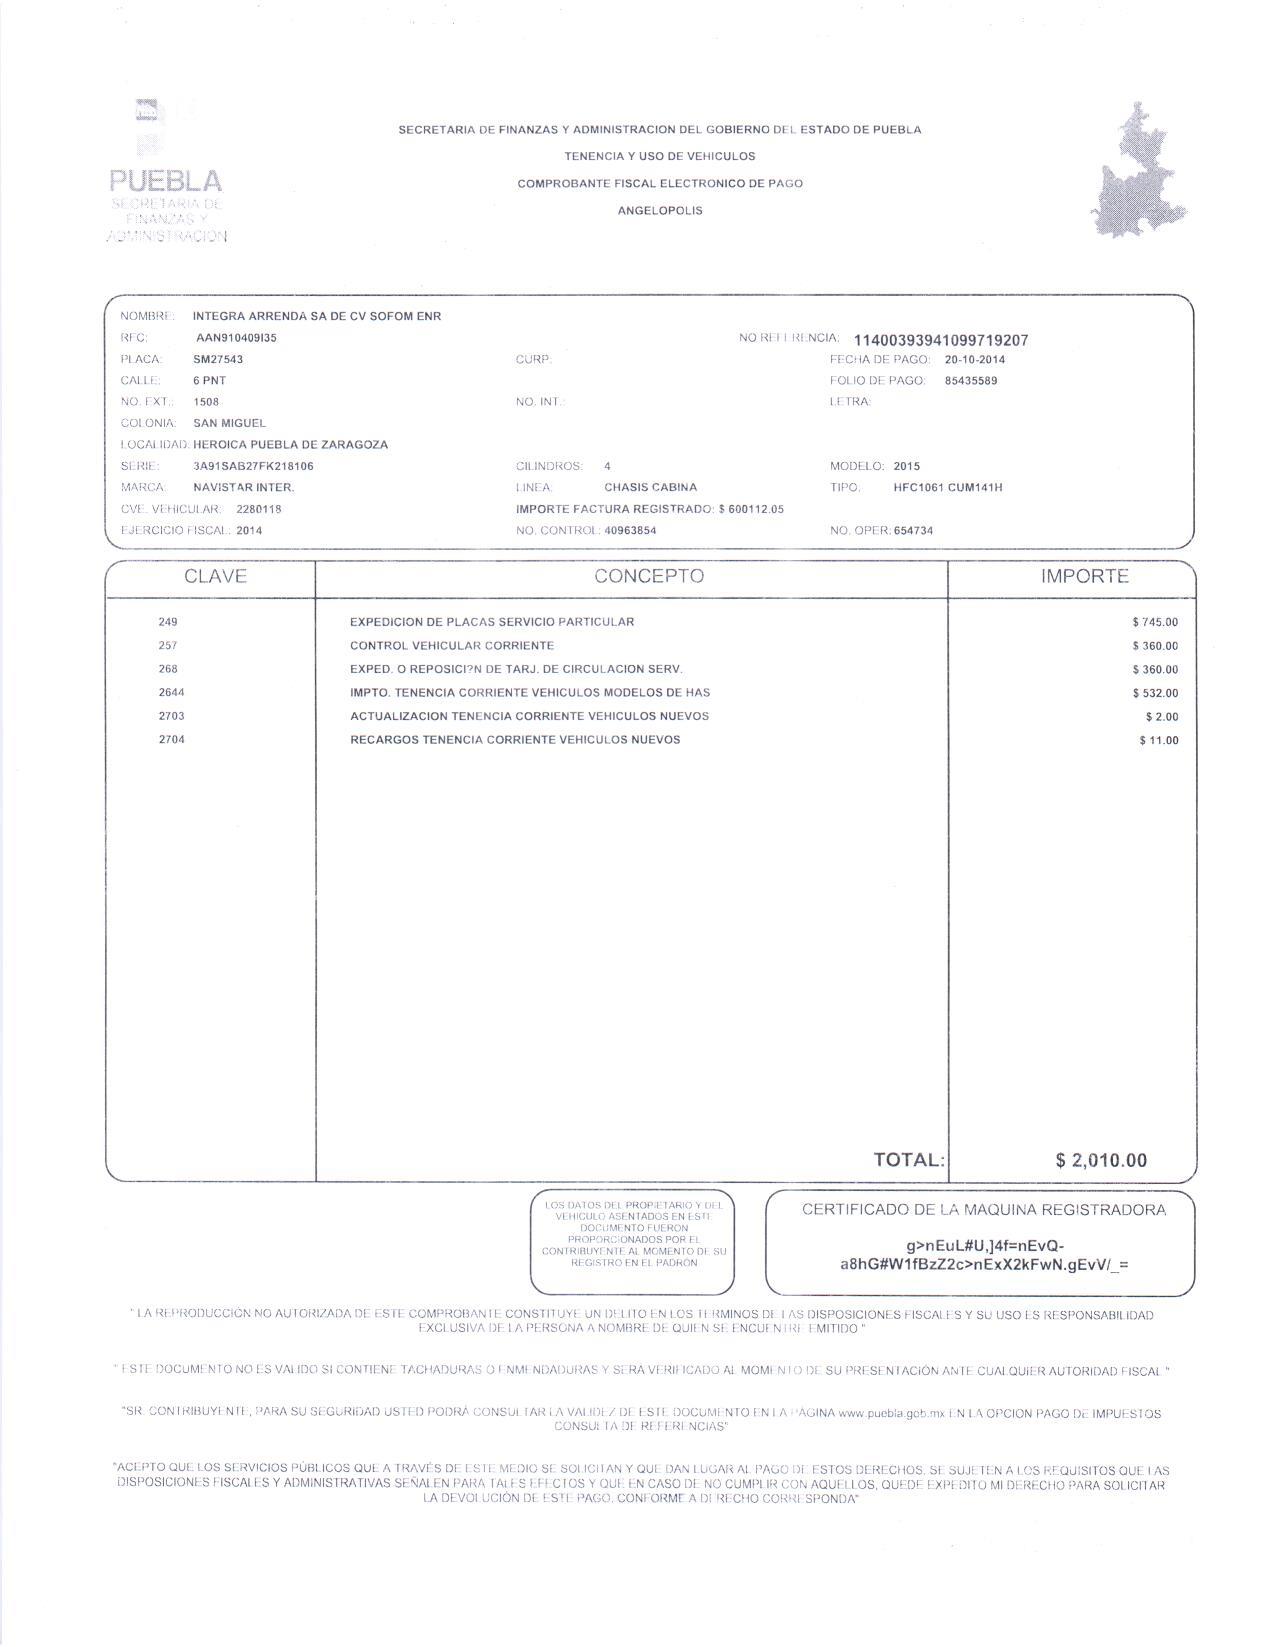 PUEBLA
SECRETARIA DE
FINANZAS Y
ADMINISTRACION
SECRETARIA DE FINANZAS Y ADMINISTRACION DEL GOBIERNO DEL ESTADO DE PUEBLA
TENENCIA Y USO DE VEHICULOS
COMPROBANTE FISCAL ELECTRONICO DE PAGO
ANGELOPOLIS
NOMBRE: INTEGRA ARRENDA SA DE CV SOFOM ENR
RFC: AAN910409I35 NO REFERENCIA: 11400393941099719207
PLACA: SM27543 CURP: FECHA DE PAGO: 20-10-2014
CALLE: 6 PNT FOLIO DE PAGO: 85435589
NO. EXT.: 1508 NO. INT.: LETRA:
COLONIA: SAN MIGUEL
LOCALIDAD: HEROICA PUEBLA DE ZARAGOZA
SERIE: 3A91SAB27FK218106 CILINDROS: 4 MODELO: 2015
MARCA: NAVISTAR INTER. LINEA: CHASIS CABINA TIPO: HFC1061 CUM141H
CVE. VEHICULAR: 2280118 IMPORTE FACTURA REGISTRADO: $ 600112.05
EJERCICIO FISCAL: 2014 NO. CONTROL: 40963854 NO. OPER: 654734
CLAVE CONCEPTO IMPORTE
249 EXPEDICION DE PLACAS SERVICIO PARTICULAR $ 745.00
257 CONTROL VEHICULAR CORRIENTE $ 360.00
268 EXPED. O REPOSICI?N DE TARJ. DE CIRCULACION SERV. $ 360.00
2644 IMPTO. TENENCIA CORRIENTE VEHICULOS MODELOS DE HAS $ 532.00
2703 ACTUALIZACION TENENCIA CORRIENTE VEHICULOS NUEVOS $ 2.00
2704 RECARGOS TENENCIA CORRIENTE VEHICULOS NUEVOS $ 11.00
TOTAL: $ 2,010.00
LOS DATOS DEL PROPIETARIO Y DEL
VEHICULO ASENTADOS EN ESTE
DOCUMENTO FUERON
PROPORCIONADOS POR EL
CONTRIBUYENTE AL MOMENTO DE SU
REGISTRO EN EL PADRON
CERTIFICADO DE LA MAQUINA REGISTRADORA
g>nEuL#U,]4f=nEvQ-
a8hG#W1fBzZ2c>nExX2kFwN.gEvV/_=
" LA REPRODUCCIÓN NO AUTORIZADA DE ESTE COMPROBANTE CONSTITUYE UN DELITO EN LOS TERMINOS DE LAS DISPOSICIONES FISCALES Y SU USO ES RESPONSABILIDAD
EXCLUSIVA DE LA PERSONA A NOMBRE DE QUIEN SE ENCUENTRE EMITIDO "
" ESTE DOCUMENTO NO ES VALIDO SI CONTIENE TACHADURAS O ENMENDADURAS Y SERA VERIFICADO AL MOMENTO DE SU PRESENTACIÓN ANTE CUALQUIER AUTORIDAD FISCAL "
"SR. CONTRIBUYENTE, PARA SU SEGURIDAD USTED PODRÁ CONSULTAR LA VALIDEZ DE ESTE DOCUMENTO EN LA PÁGINA www.puebla.gob.mx EN LA OPCION PAGO DE IMPUESTOS
CONSULTA DE REFERENCIAS"
"ACEPTO QUE LOS SERVICIOS PÚBLICOS QUE A TRAVÉS DE ESTE MEDIO SE SOLICITAN Y QUE DAN LUGAR AL PAGO DE ESTOS DERECHOS, SE SUJETEN A LOS REQUISITOS QUE LAS
DISPOSICIONES FISCALES Y ADMINISTRATIVAS SEÑALEN PARA TALES EFECTOS Y QUE EN CASO DE NO CUMPLIR CON AQUELLOS, QUEDE EXPEDITO MI DERECHO PARA SOLICITAR
LA DEVOLUCIÓN DE ESTE PAGO, CONFORME A DERECHO CORRESPONDA"